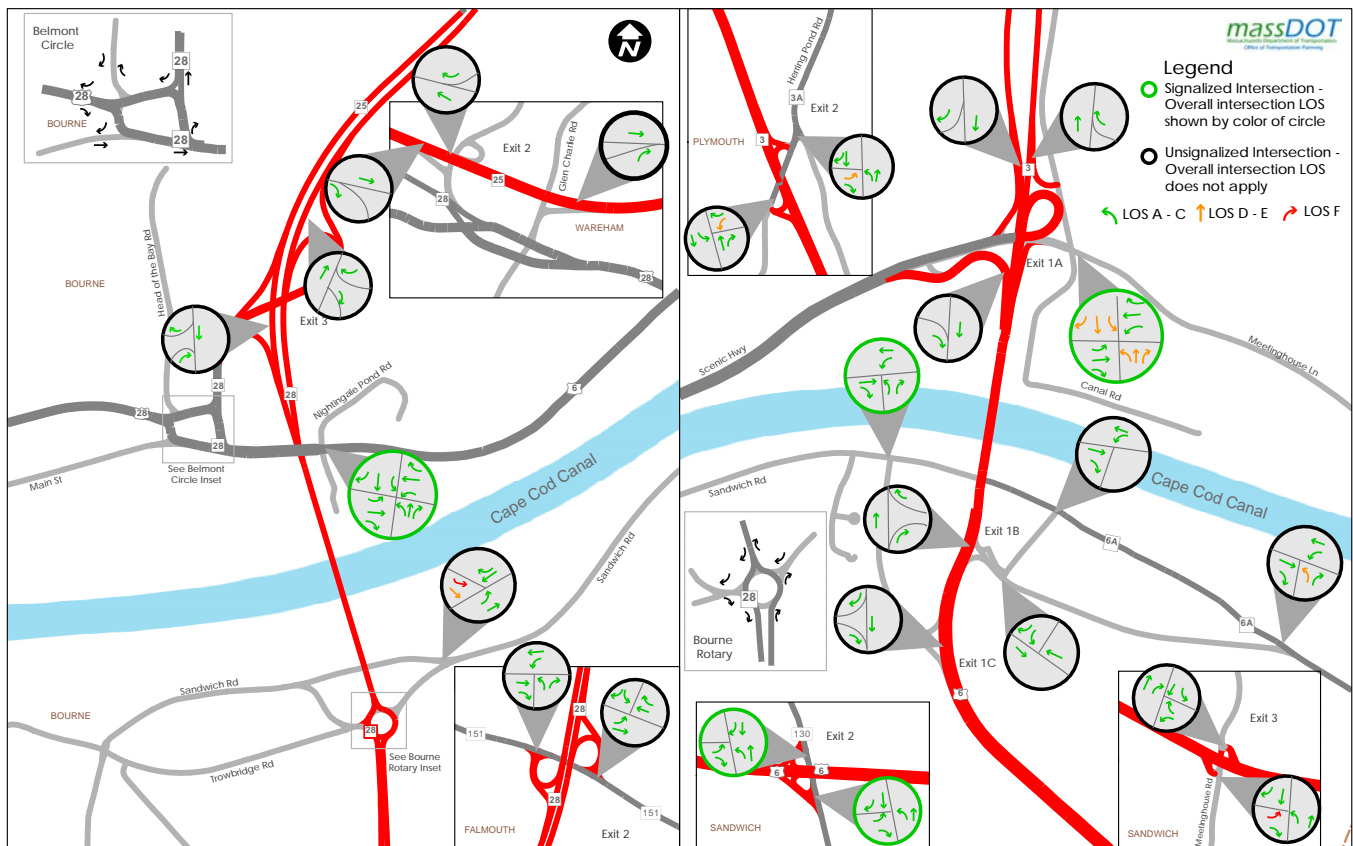 Belmont
Circle
28
28
BOURNE
28
N
25
Exit 2
Glen Charlie Rd
25
28
WAREHAM
28
BOURNE
Head of the Bay Rd
Exit 3
28
28
Nightingale Pond Rd
6
28
28
See Belmont
Circle Inset
Main St
Cape Cod Canal
Sandwich Rd
Sandwich Rd
BOURNE
28
See Bourne
Rotary Inset
Trowbridge Rd
151
28
28
151
FALMOUTH
Exit 2
Herring Pond Rd
3A
Exit 2
PLYMOUTH
3
massDOT
Massachusetts Department of Transportation
Office of Transportation Planning
Legend
Signalized Intersection -
Overall intersection LOS
shown by color of circle
Unsignalized Intersection -
Overall intersection LOS
does not apply
LOS A - C
LOS D - E
LOS F
3
Exit 1A
Scenic Hwy
Meetinghouse Ln
Canal Rd
Cape Cod Canal
Sandwich Rd
Exit 1B
6A
28
Bourne
Rotary
6A
Exit 1C
6
130
Exit 2
6
6
SANDWICH
Exit 3
Meetinghouse Rd
SANDWICH